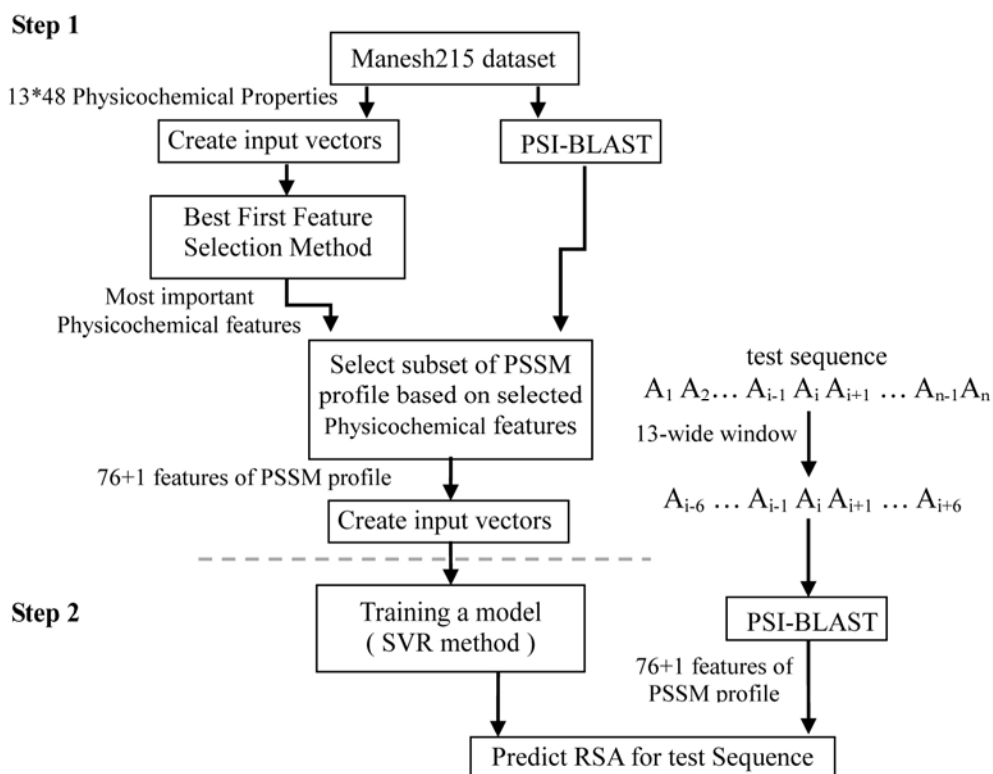 Step 1
Manesh215 dataset
13*48 Physicochemical Properties
Create input vectors
PSI-BLAST
Best First Feature
Selection Method
Most important
Physicochemical features
Select subset of PSSM
profile based on selected
Physicochemical features
76+1 features of PSSM profile
Create input vectors
test sequence
A₁ A₂… Aᵢ₋₁ Aᵢ Aᵢ₊₁ … Aₙ₋₁Aₙ
13-wide window
Aᵢ₋₆ … Aᵢ₋₁ Aᵢ Aᵢ₊₁ … Aᵢ₊₆
Step 2
Training a model
( SVR method )
PSI-BLAST
76+1 features of
PSSM profile
Predict RSA for test Sequence